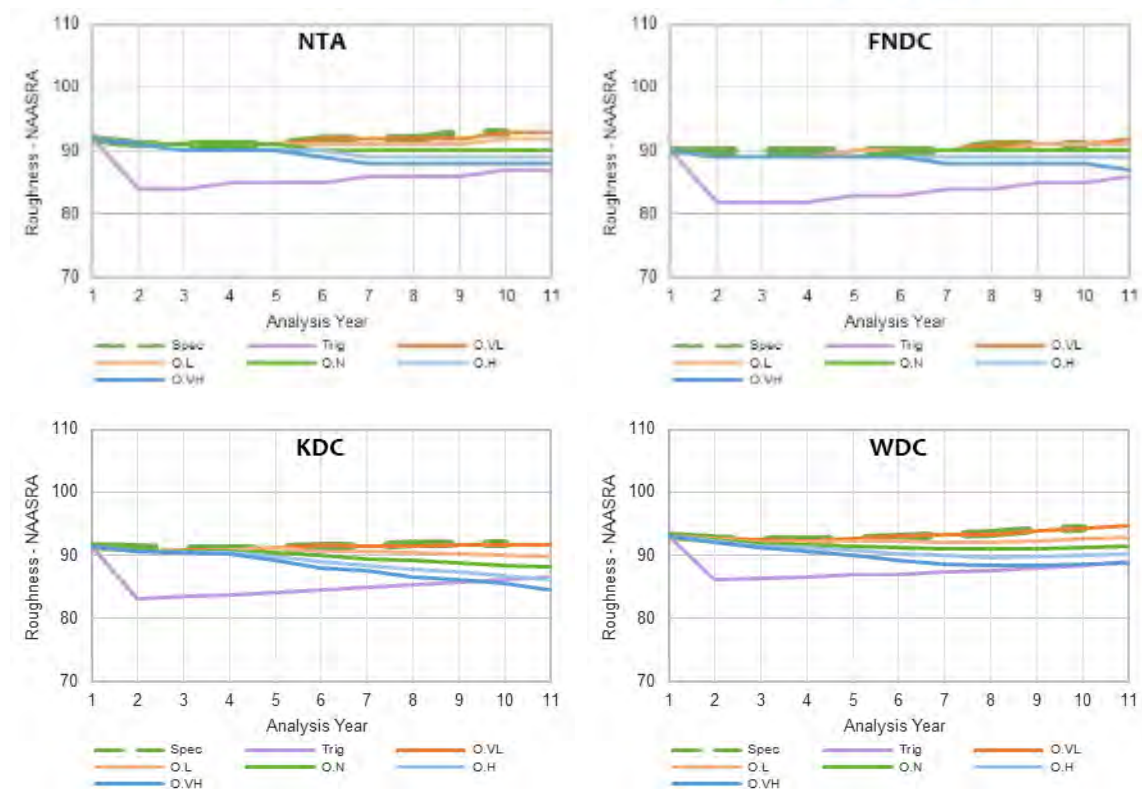 NTA
110
100
90
80
70
Roughness - NAASRA
1 2 3 4 5 6 7 8 9 10 11
Analysis Year
Spec Trig O.VL
O.L O.N O.H
O.VH
FNDC
110
100
90
80
70
Roughness - NAASRA
1 2 3 4 5 6 7 8 9 10 11
Analysis Year
Spec Trig O.VL
O.L O.N O.H
O.VH
KDC
110
100
90
80
70
Roughness - NAASRA
1 2 3 4 5 6 7 8 9 10 11
Analysis Year
Spec Trig O.VL
O.L O.N O.H
O.VH
WDC
110
100
90
80
70
Roughness - NAASRA
1 2 3 4 5 6 7 8 9 10 11
Analysis Year
Spec Trig O.VL
O.L O.N O.H
O.VH